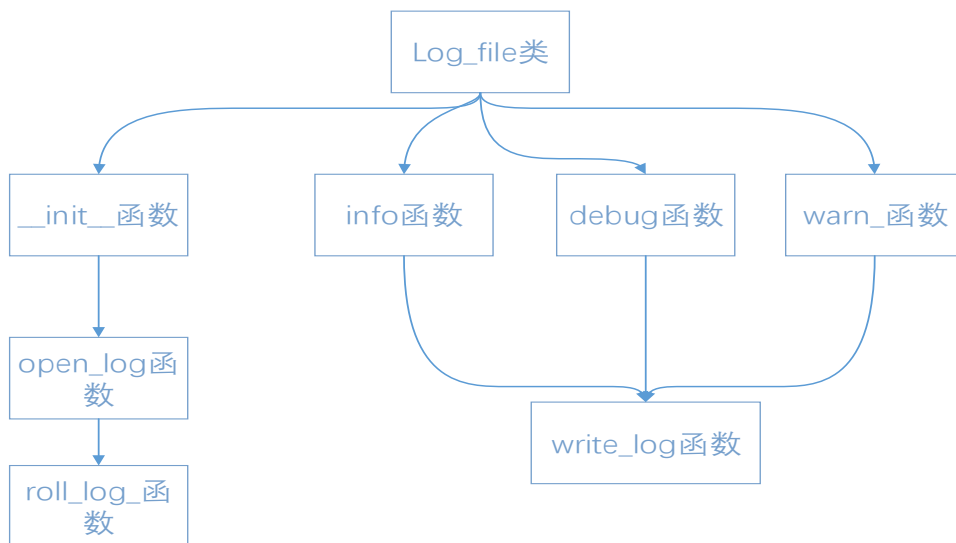 Log_file类
__init__函数
info函数
debug函数
warn_函数
open_log函
数
write_log函数
roll_log_函
数